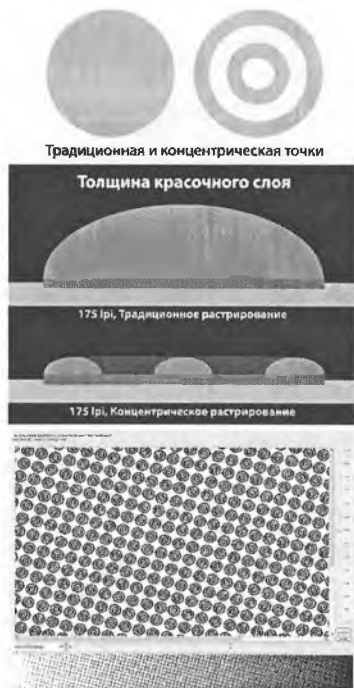 Традиционная и концентрическая точки
Толщина красочного слоя
175 lpi, Традиционное растрирование
175 lpi, Концентрическое растрирование